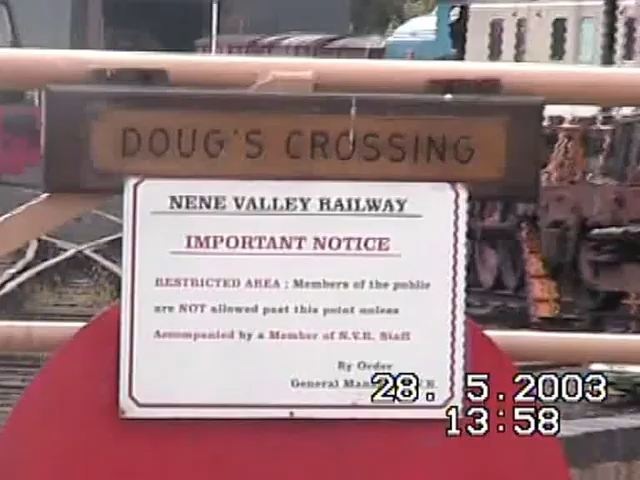 DOUG'S CROSSING
NENE VALLEY RAILWAY
IMPORTANT NOTICE
RESTRICTED AREA : Members of the public
are NOT allowed past this point unless
Accompanied by a Member of N.V.R. Staff
By Order
General
28. 5.2003
13:58